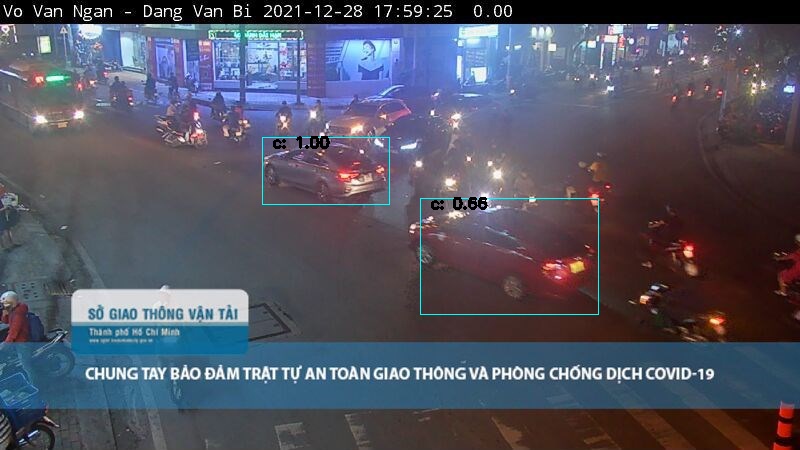 Vo Van Ngan - Dang Van Bi 2021-12-28 17:59:25 0.00
c: 1.00
c: 0.66
SỞ GIAO THÔNG VẬN TẢI
Thành phố Hồ Chí Minh
CHUNG TAY BẢO ĐẢM TRẬT TỰ AN TOÀN GIAO THÔNG VÀ PHÒNG CHỐNG DỊCH COVID-19